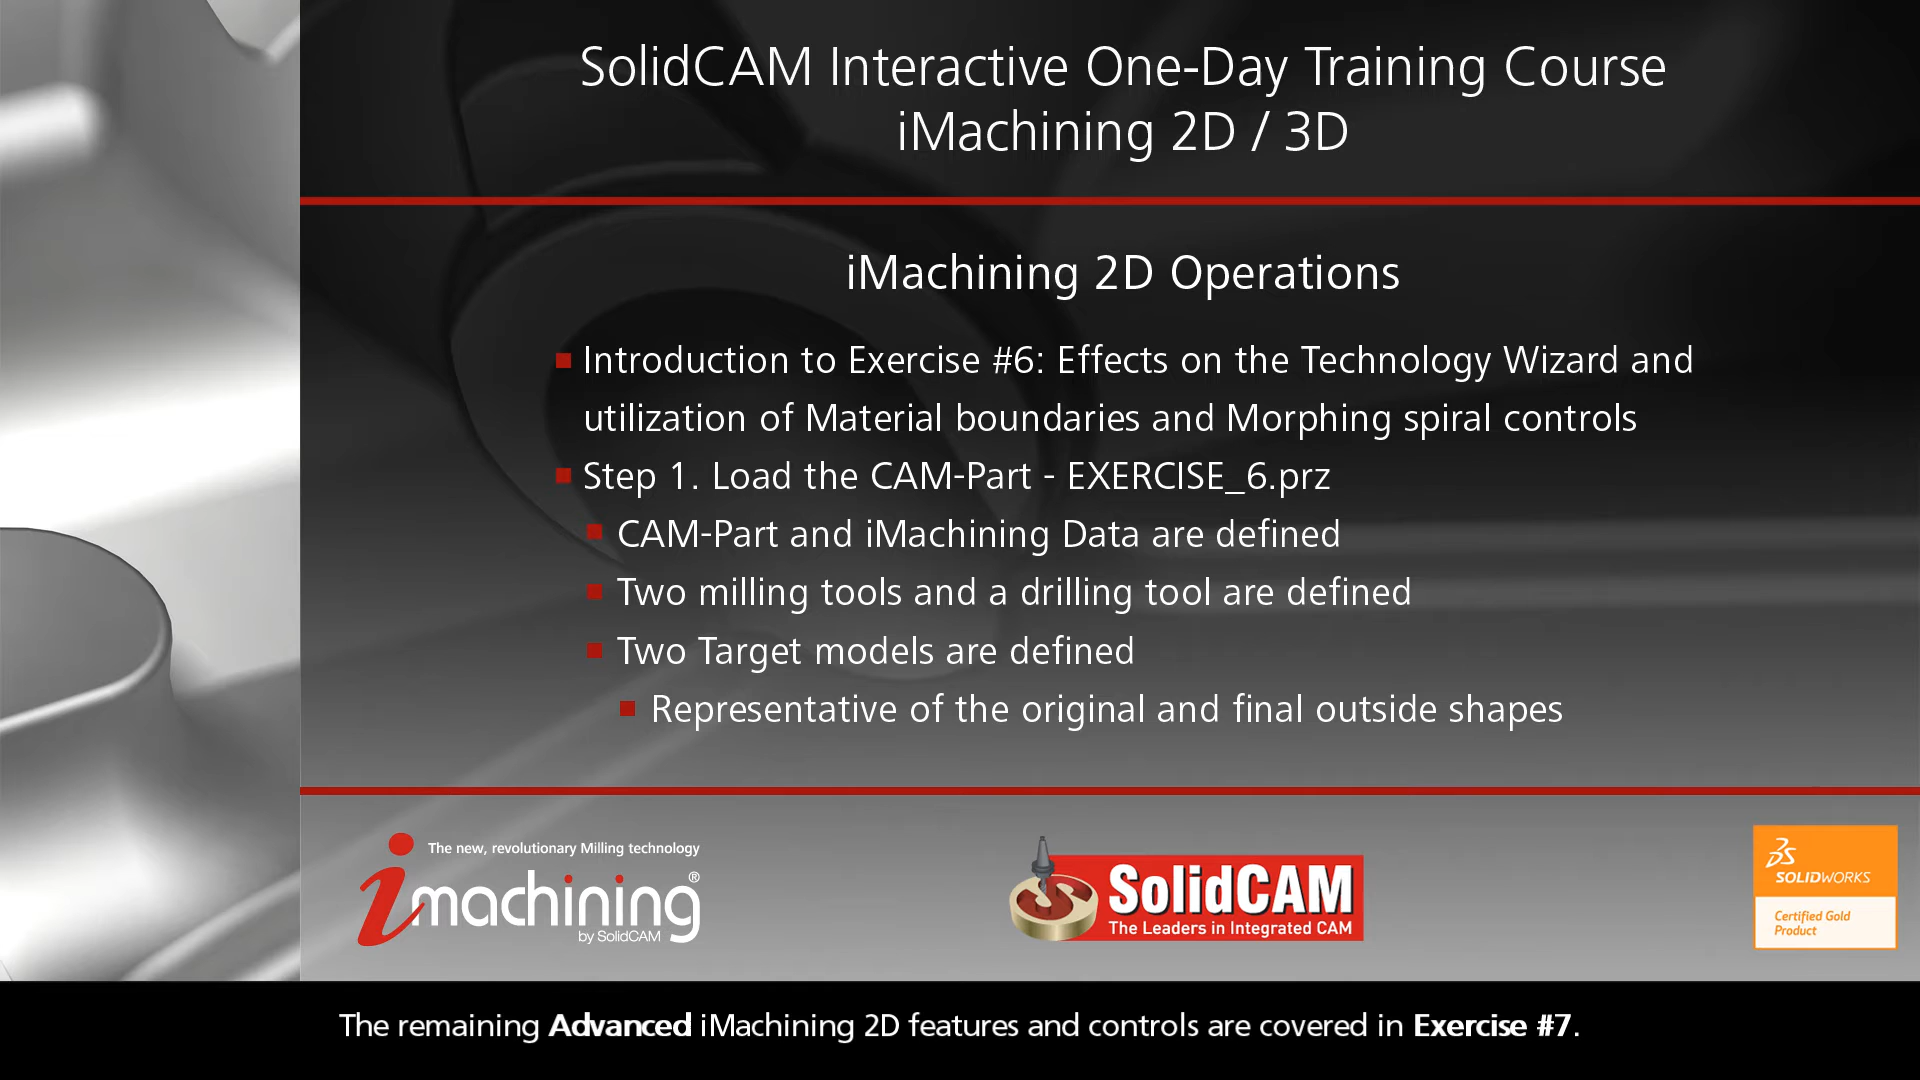 SolidCAM Interactive One-Day Training Course
iMachining 2D / 3D
iMachining 2D Operations
Introduction to Exercise #6: Effects on the Technology Wizard and
utilization of Material boundaries and Morphing spiral controls
Step 1. Load the CAM-Part - EXERCISE_6.prz
CAM-Part and iMachining Data are defined
Two milling tools and a drilling tool are defined
Two Target models are defined
Representative of the original and final outside shapes
The new, revolutionary Milling technology
imachining®
by SolidCAM
SolidCAM
The Leaders in Integrated CAM
SOLIDWORKS
Certified Gold
Product
The remaining Advanced iMachining 2D features and controls are covered in Exercise #7.